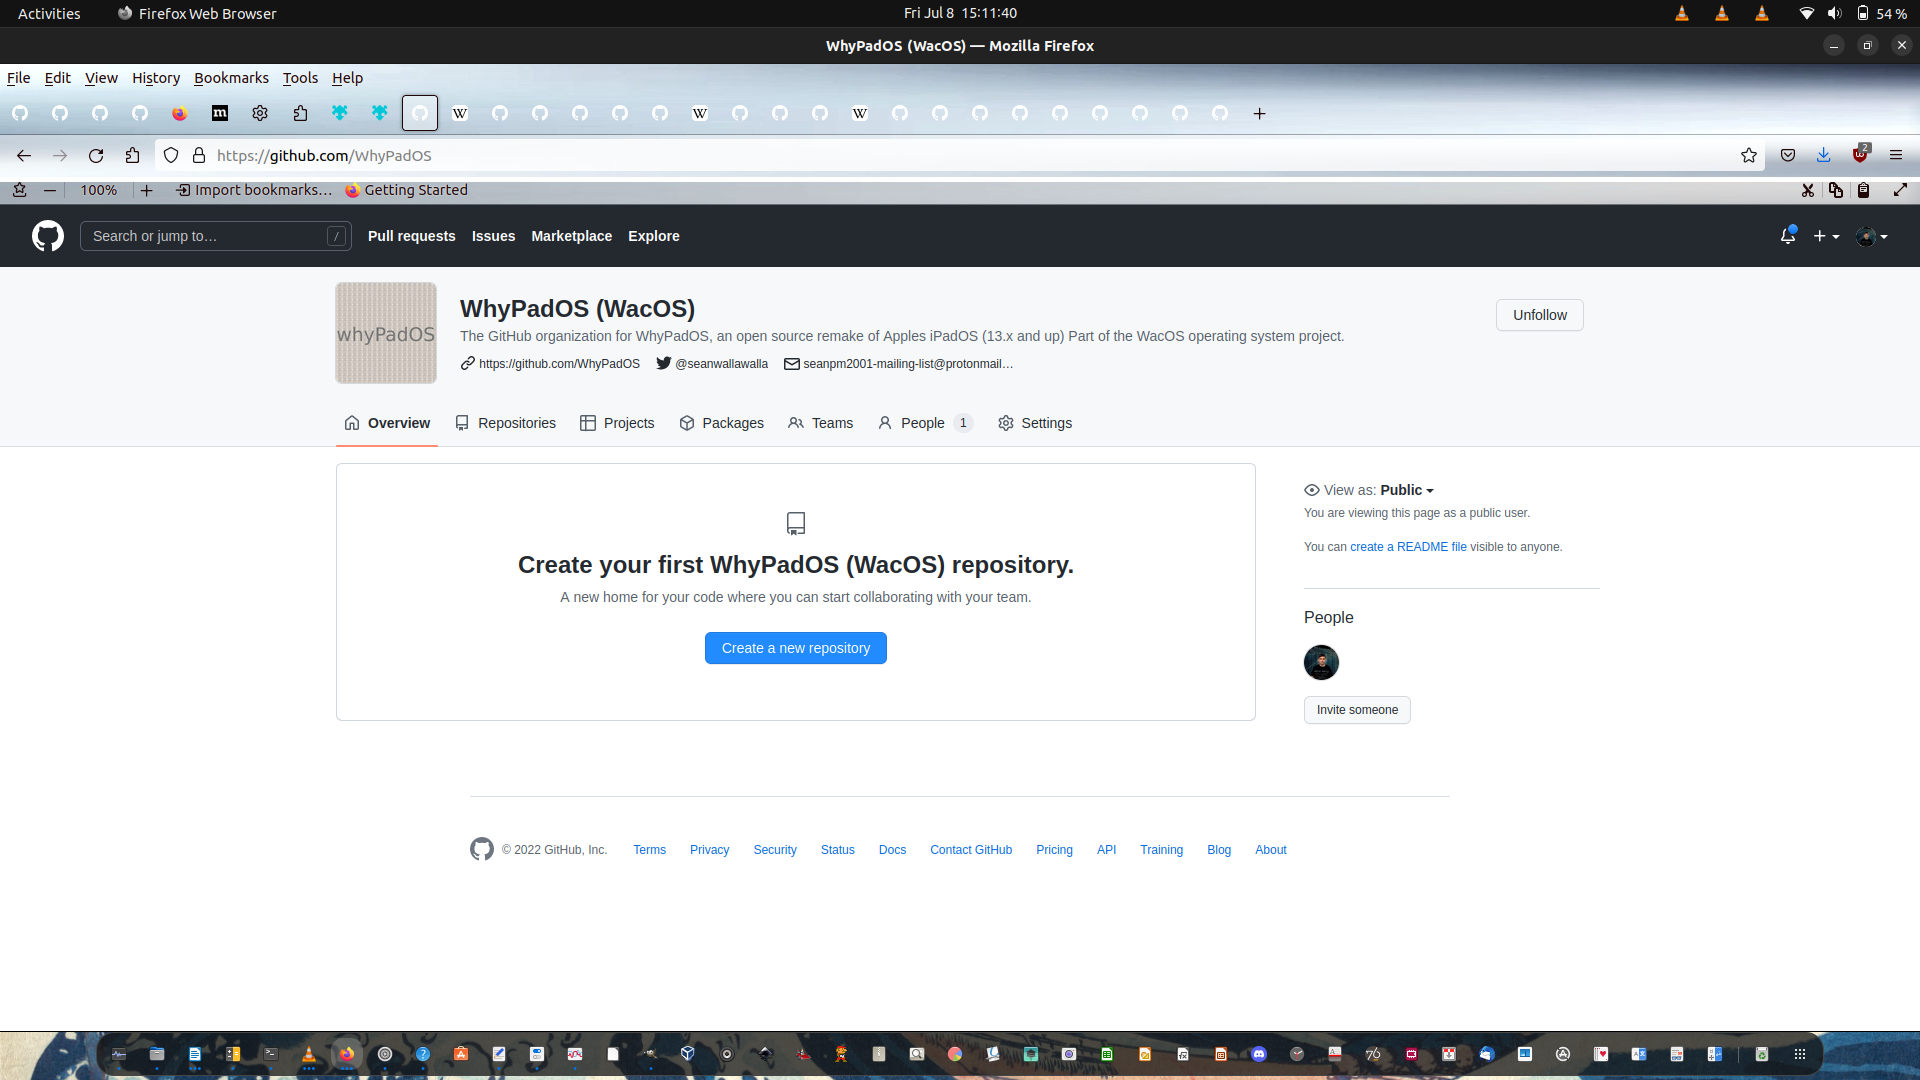 Activities Firefox Web Browser Fri Jul 8 15:11:40 54 %
WhyPadOS (WacOS) — Mozilla Firefox
File Edit View History Bookmarks Tools Help
https://github.com/WhyPadOS 2
100% Import bookmarks… Getting Started
Search or jump to… / Pull requests Issues Marketplace Explore
whyPadOS
WhyPadOS (WacOS)
Unfollow
The GitHub organization for WhyPadOS, an open source remake of Apples iPadOS (13.x and up) Part of the WacOS operating system project.
https://github.com/WhyPadOS @seanwallawalla seanpm2001-mailing-list@protonmail…
Overview Repositories Projects Packages Teams People 1 Settings
View as: Public
You are viewing this page as a public user.
You can create a README file visible to anyone.
Create your first WhyPadOS (WacOS) repository.
A new home for your code where you can start collaborating with your team.
Create a new repository
People
Invite someone
© 2022 GitHub, Inc. Terms Privacy Security Status Docs Contact GitHub Pricing API Training Blog About